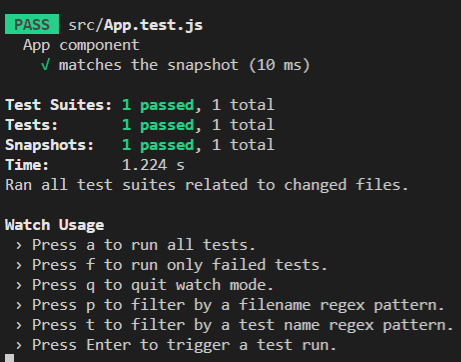 PASS src/App.test.js
App component
√ matches the snapshot (10 ms)
Test Suites: 1 passed, 1 total
Tests: 1 passed, 1 total
Snapshots: 1 passed, 1 total
Time: 1.224 s
Ran all test suites related to changed files.
Watch Usage
› Press a to run all tests.
› Press f to run only failed tests.
› Press q to quit watch mode.
› Press p to filter by a filename regex pattern.
› Press t to filter by a test name regex pattern.
› Press Enter to trigger a test run.